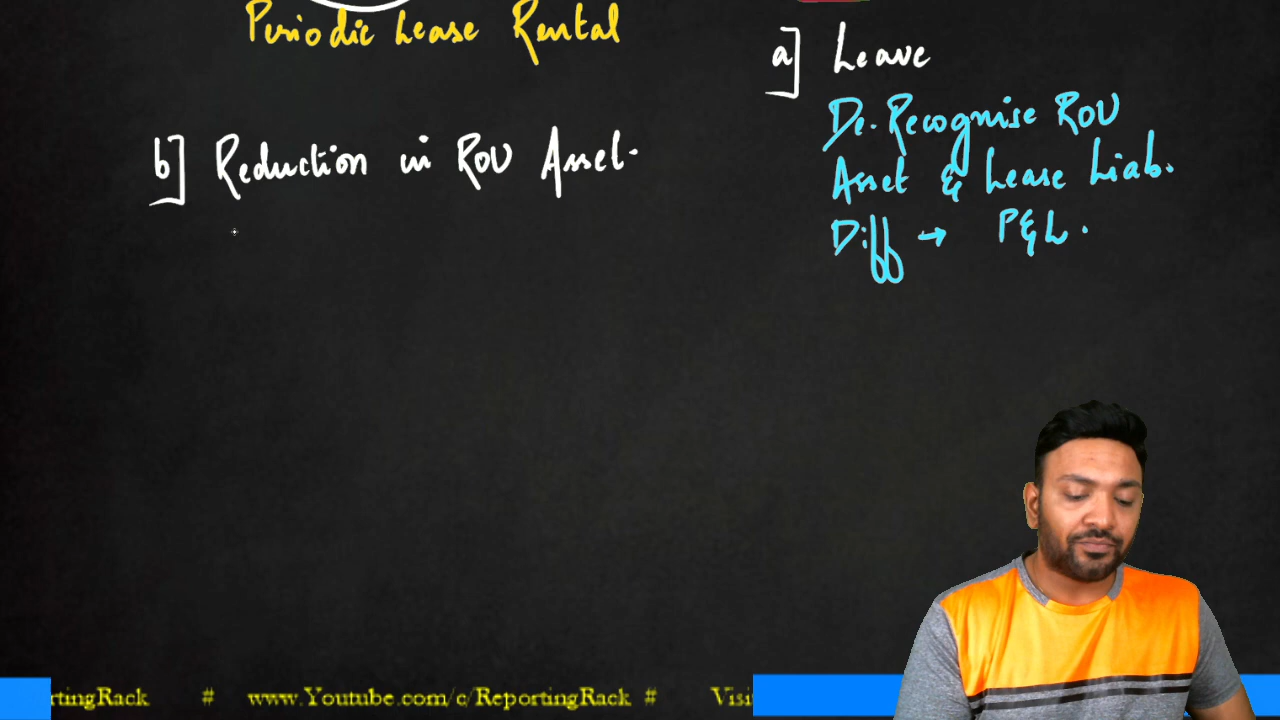 Periodic Lease Rental
b] Reduction in ROU Asset.
a] Leave
De-Recognise ROU
Asset & Lease Liab.
Diff → P&L.
rtingRack # www.Youtube.com/c/ReportingRack # Visi